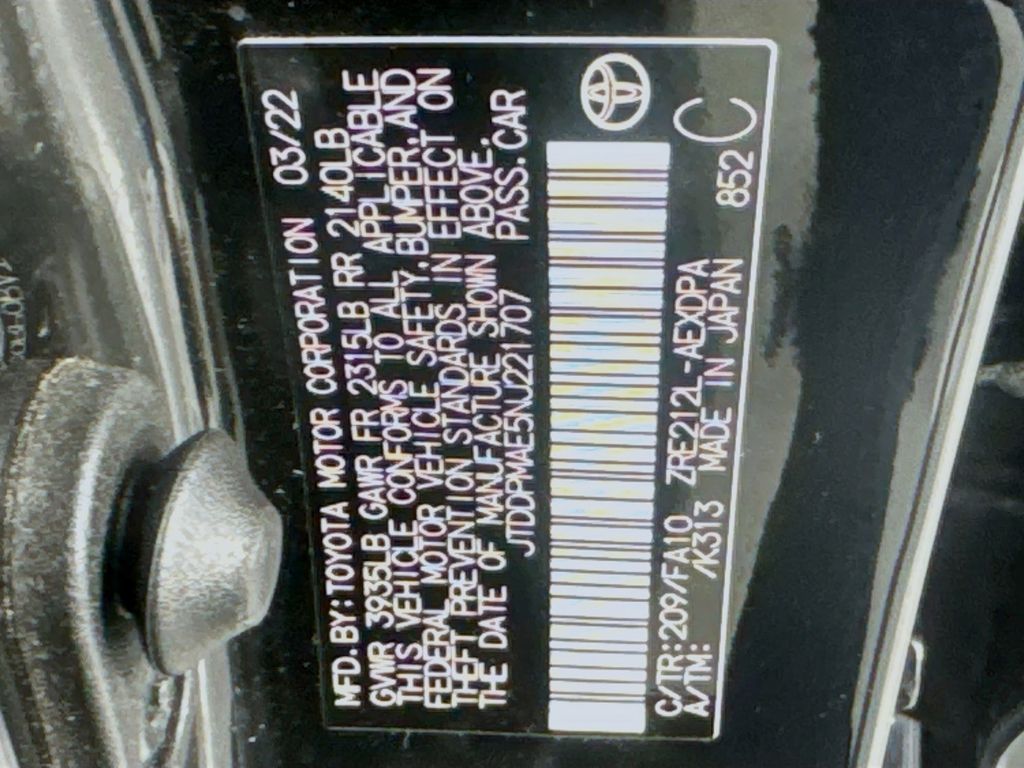 MFD.BY:TOYOTA MOTOR CORPORATION 03/22
GVWR 3935LB GAWR FR 2315LB RR 2140LB
THIS VEHICLE CONFORMS TO ALL APPLICABLE
FEDERAL MOTOR VEHICLE SAFETY,BUMPER,AND
THEFT PREVENTION STANDARDS IN EFFECT ON
THE DATE OF MANUFACTURE SHOWN ABOVE.
JTDDPMAE5NJ221707 PASS.CAR
C/TR:209/FA10 ZRE212L-AEXDPA 852 C
A/TM: /K313 MADE IN JAPAN